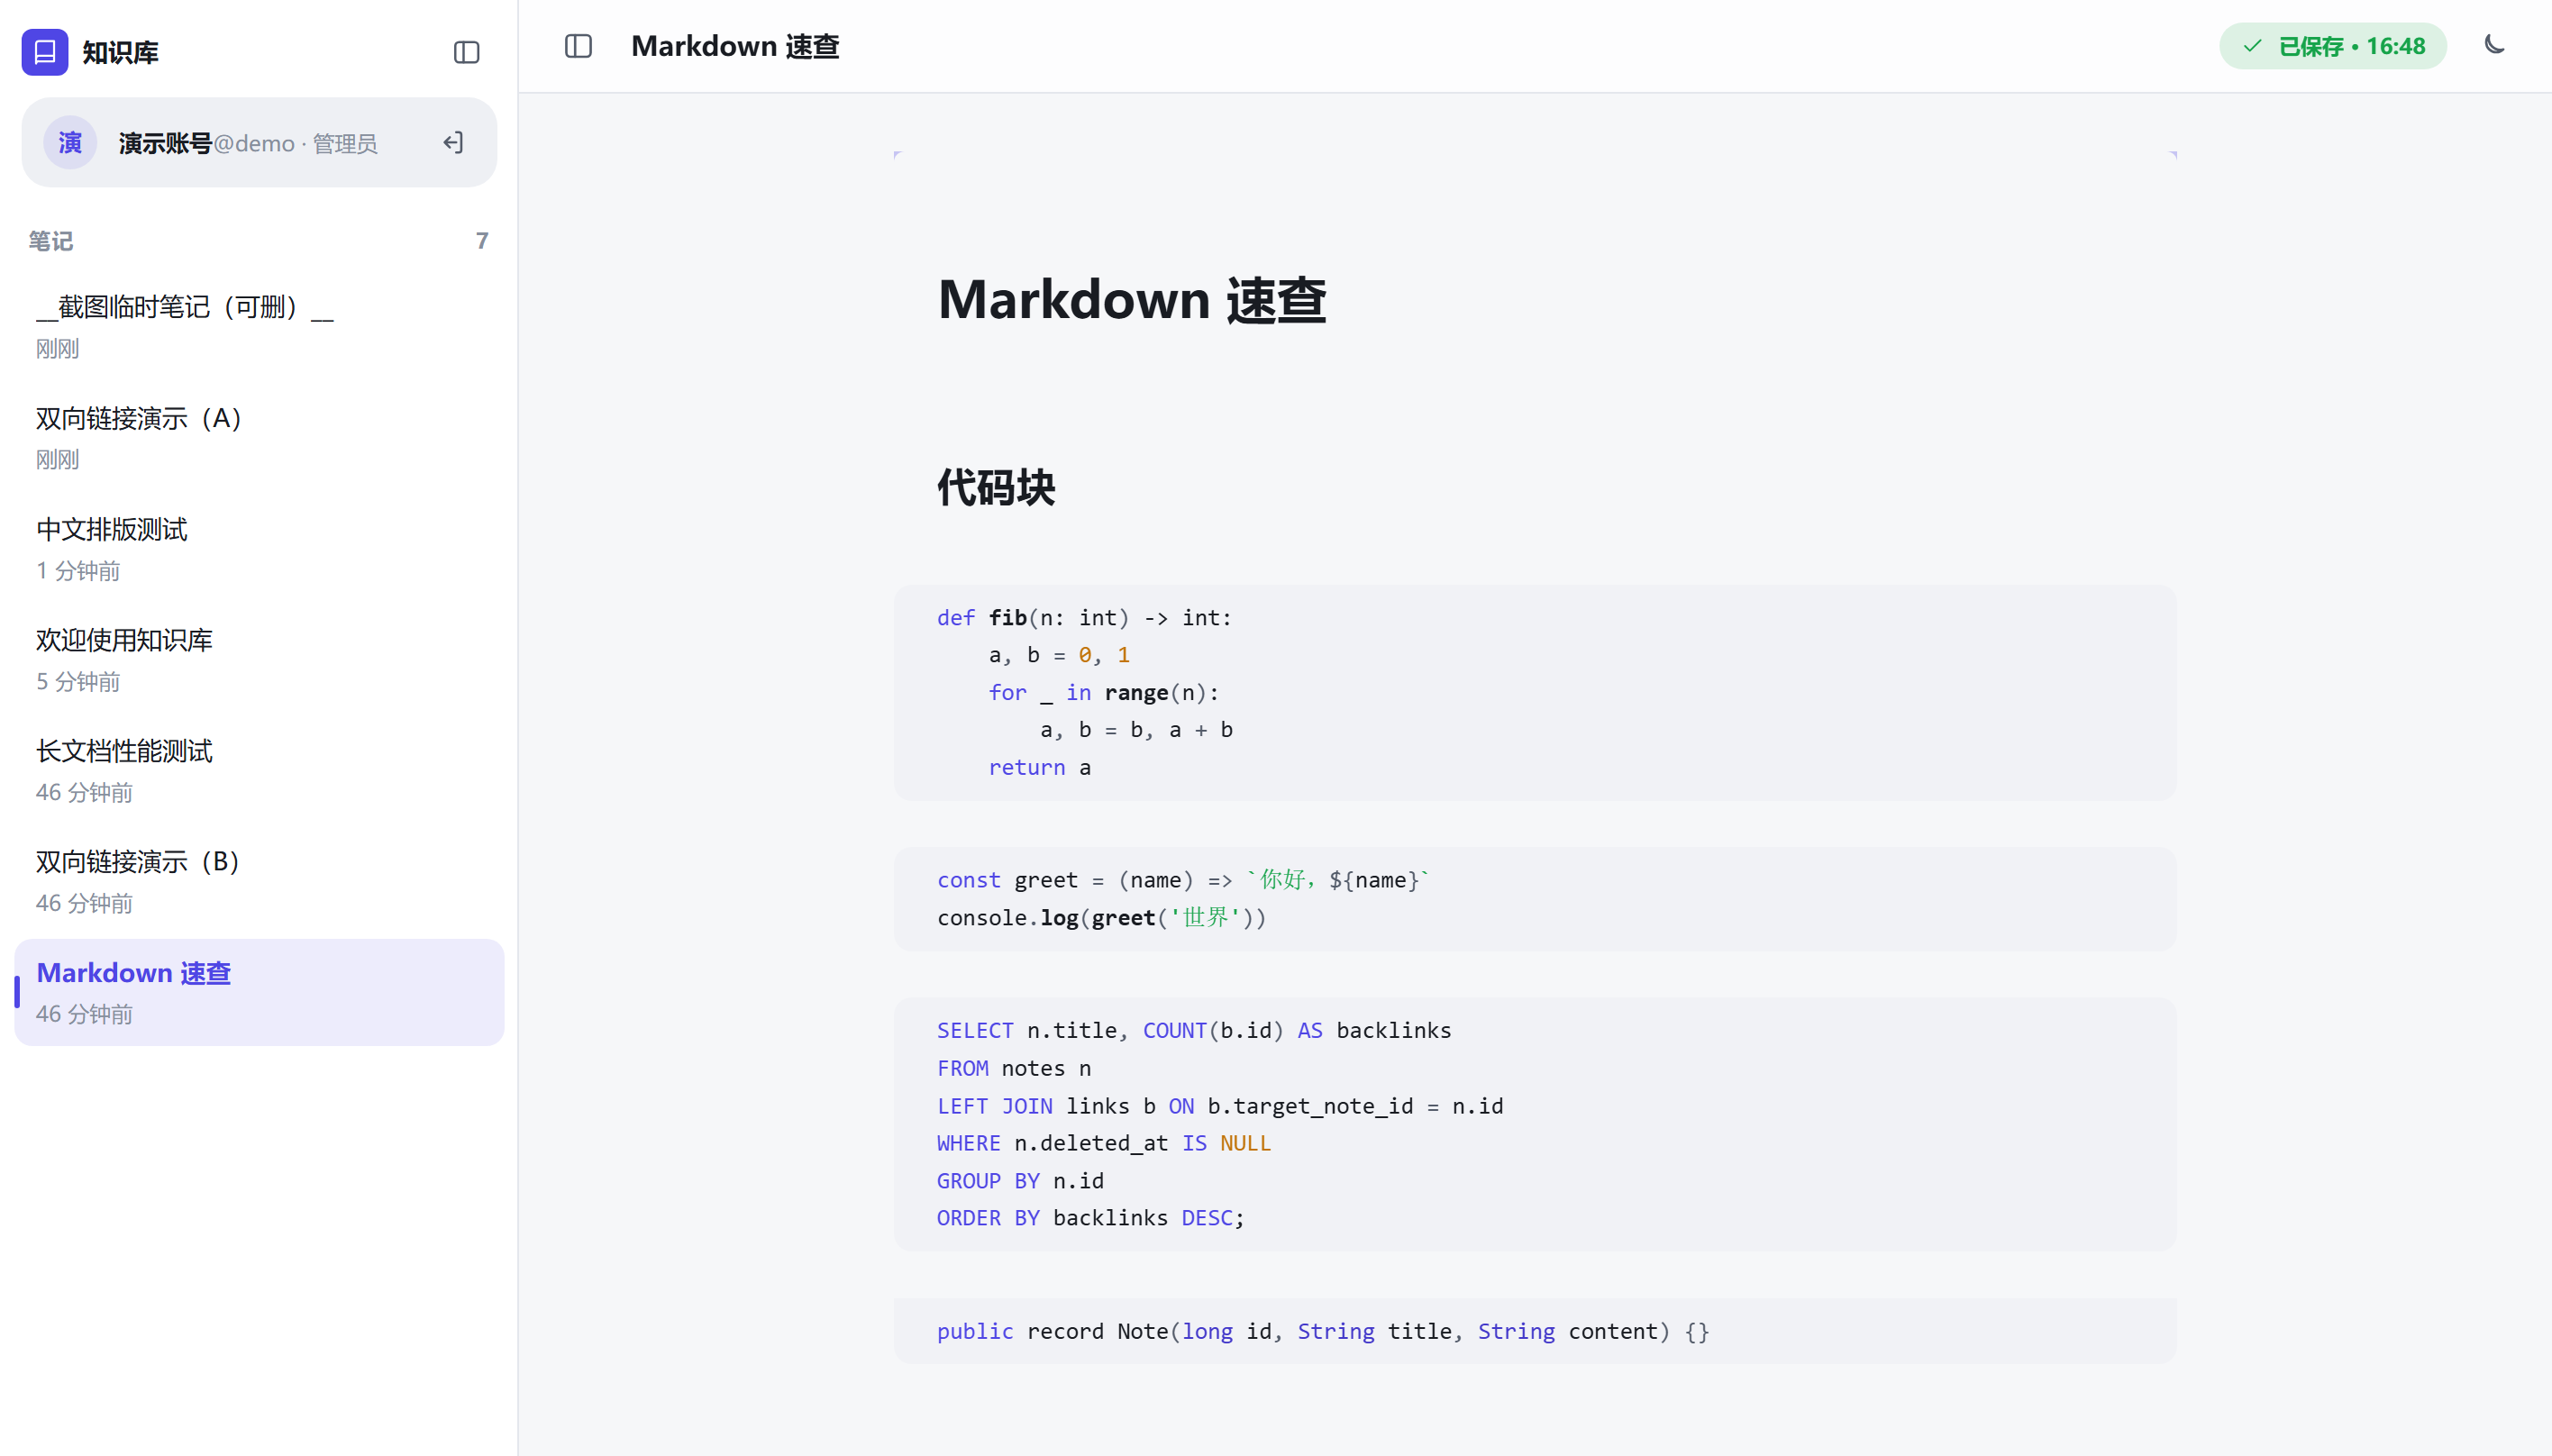 知识库
演
演示账号@demo · 管理员
笔记 7
__截图临时笔记（可删）__
刚刚
双向链接演示（A）
刚刚
中文排版测试
1 分钟前
欢迎使用知识库
5 分钟前
长文档性能测试
46 分钟前
双向链接演示（B）
46 分钟前
Markdown 速查
46 分钟前
Markdown 速查
已保存 • 16:48
Markdown 速查
代码块
def fib(n: int) -> int:
    a, b = 0, 1
    for _ in range(n):
        a, b = b, a + b
    return a
const greet = (name) => `你好，${name}`
console.log(greet('世界'))
SELECT n.title, COUNT(b.id) AS backlinks
FROM notes n
LEFT JOIN links b ON b.target_note_id = n.id
WHERE n.deleted_at IS NULL
GROUP BY n.id
ORDER BY backlinks DESC;
public record Note(long id, String title, String content) {}